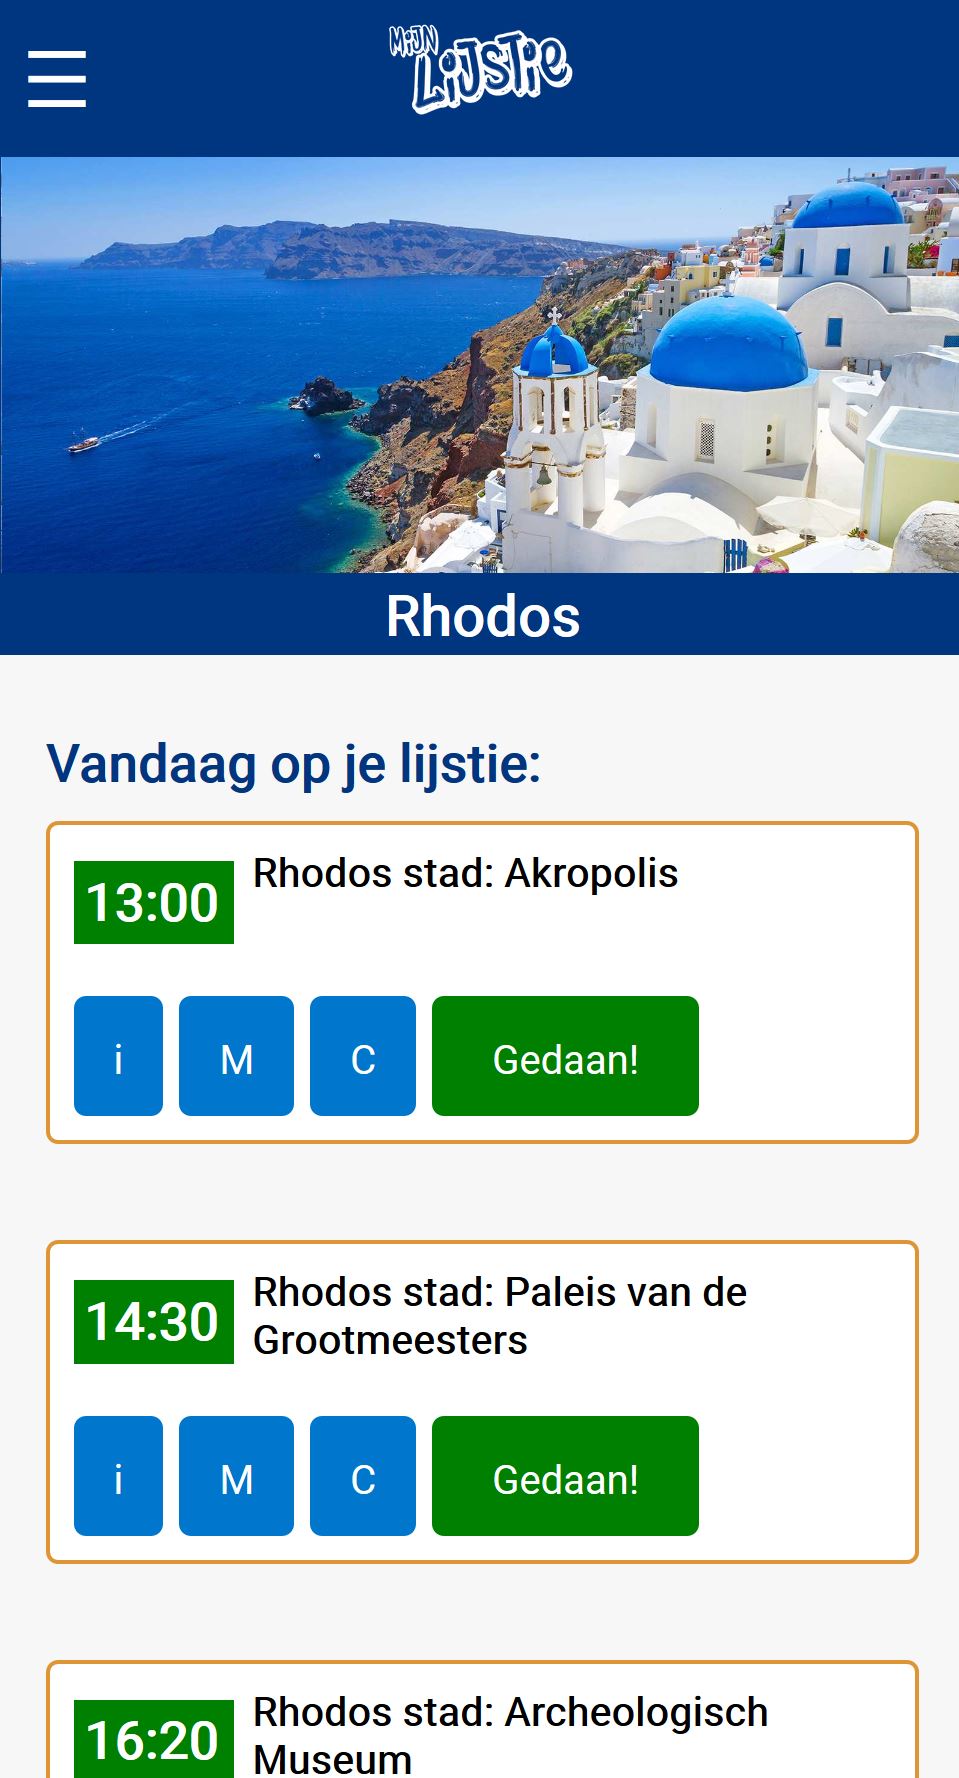 MiJN
LiJSTiE
Rhodos
Vandaag op je lijstie:
13:00
Rhodos stad: Akropolis
i
M
C
Gedaan!
14:30
Rhodos stad: Paleis van de
Grootmeesters
i
M
C
Gedaan!
16:20
Rhodos stad: Archeologisch
Museum